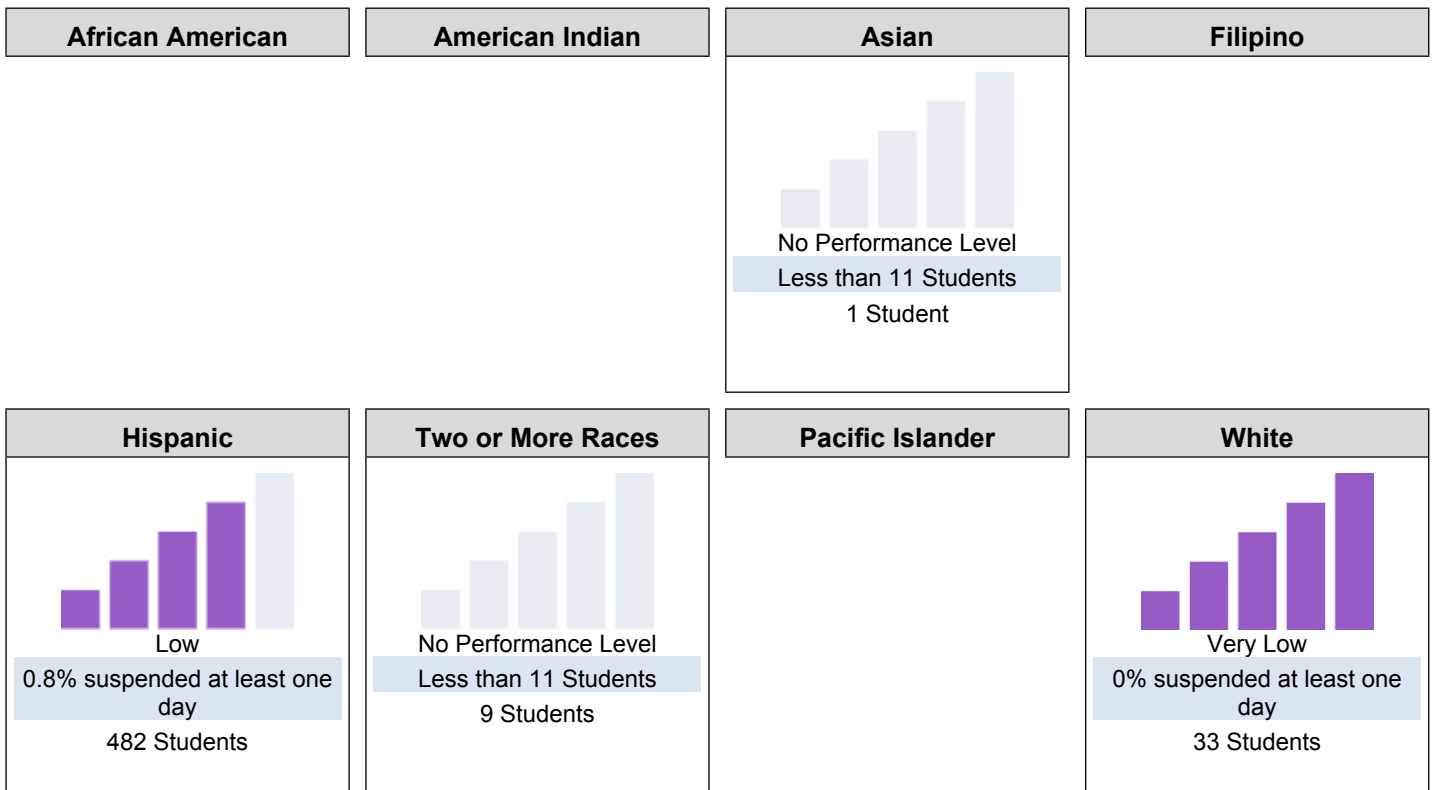 African American
American Indian
Asian
Filipino
No Performance Level
Less than 11 Students
1 Student
Hispanic
Two or More Races
Pacific Islander
White
Low
0.8% suspended at least one
day
482 Students
No Performance Level
Less than 11 Students
9 Students
Very Low
0% suspended at least one
day
33 Students